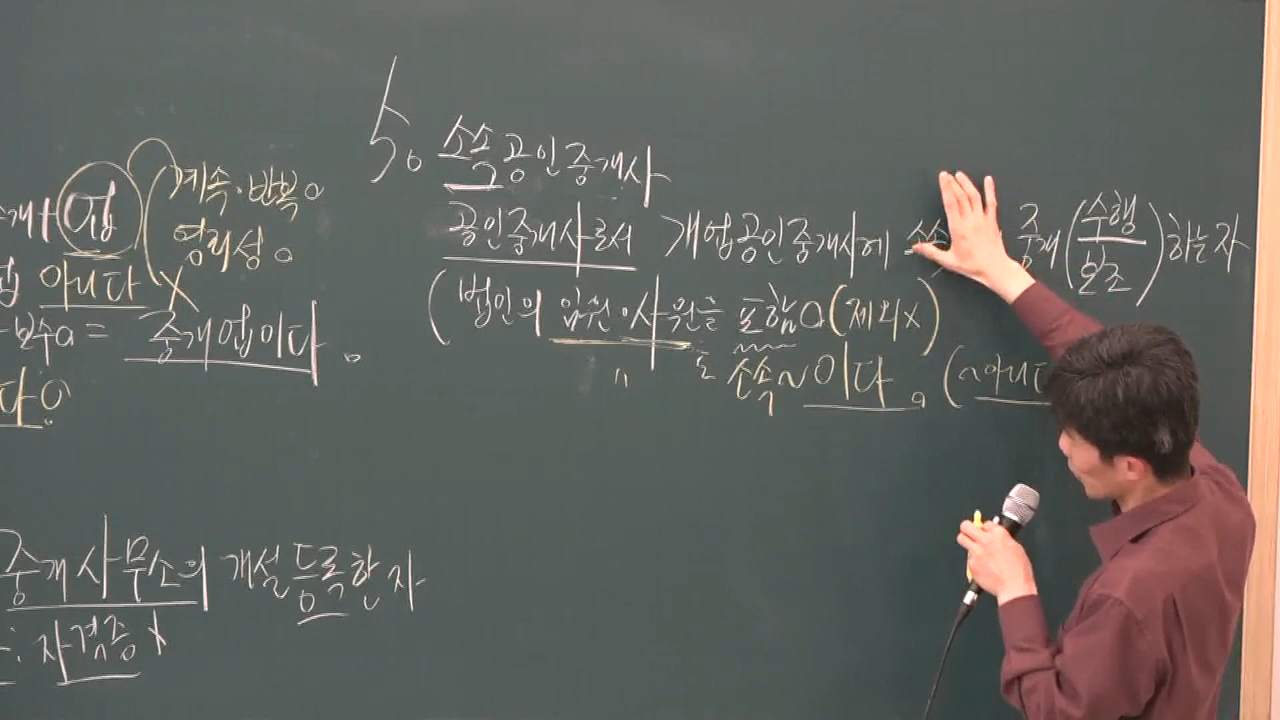 업 계속·반복o
영리성o
아니다 X
보수o = 중개업이다.
다o
5. 소속공인중개사
공인중개사로서 개업공인중개사에 소속 중개(수행/보조)하는자
(법인의 임원·사원을 포함o(제외x)
〃 도 소속~이다. (~아니다
중개사무소의 개설등록한 자
: 자격증 x